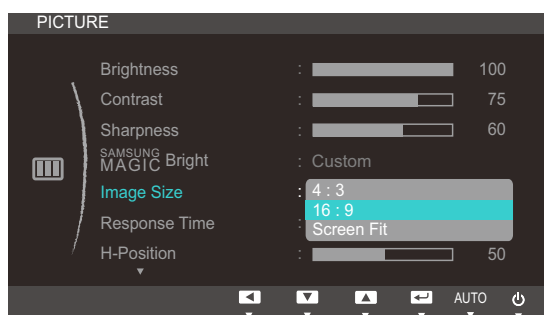 PICTURE
Brightness : 100
Contrast : 75
Sharpness : 60
SAMSUNG MAGIC Bright : Custom
Image Size : 4 : 3
16 : 9
Response Time : Screen Fit
H-Position : 50
AUTO